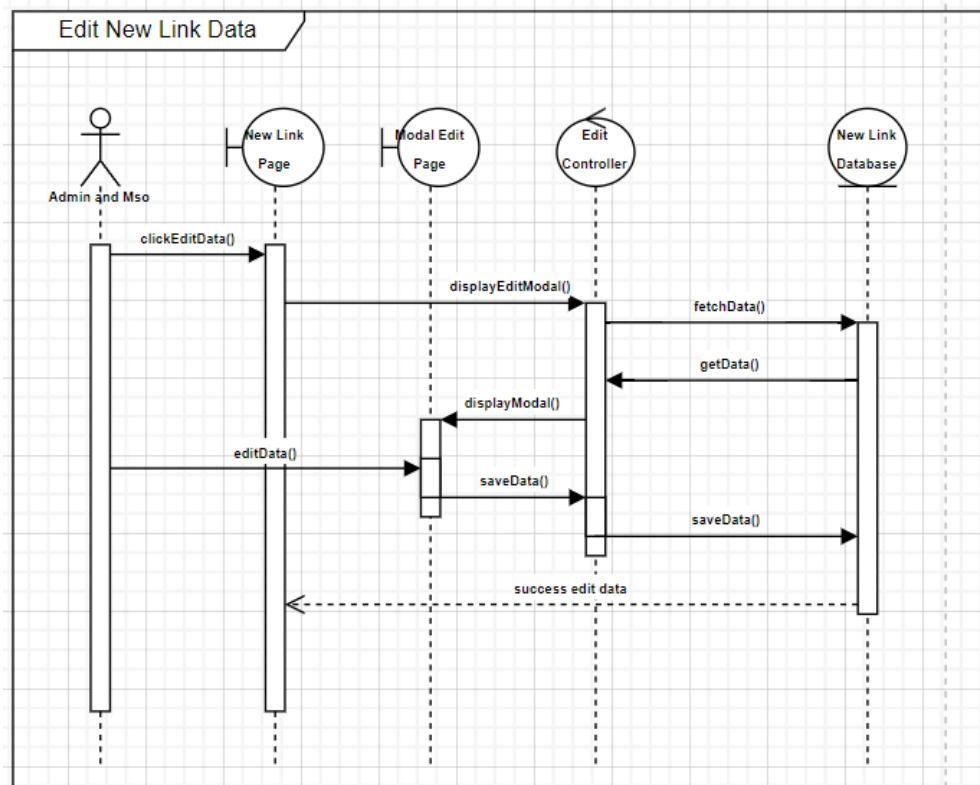 Edit New Link Data
New Link
Page
Modal Edit
Page
Edit
Controller
New Link
Database
Admin and Mso
clickEditData()
displayEditModal()
fetchData()
getData()
displayModal()
editData()
saveData()
saveData()
success edit data